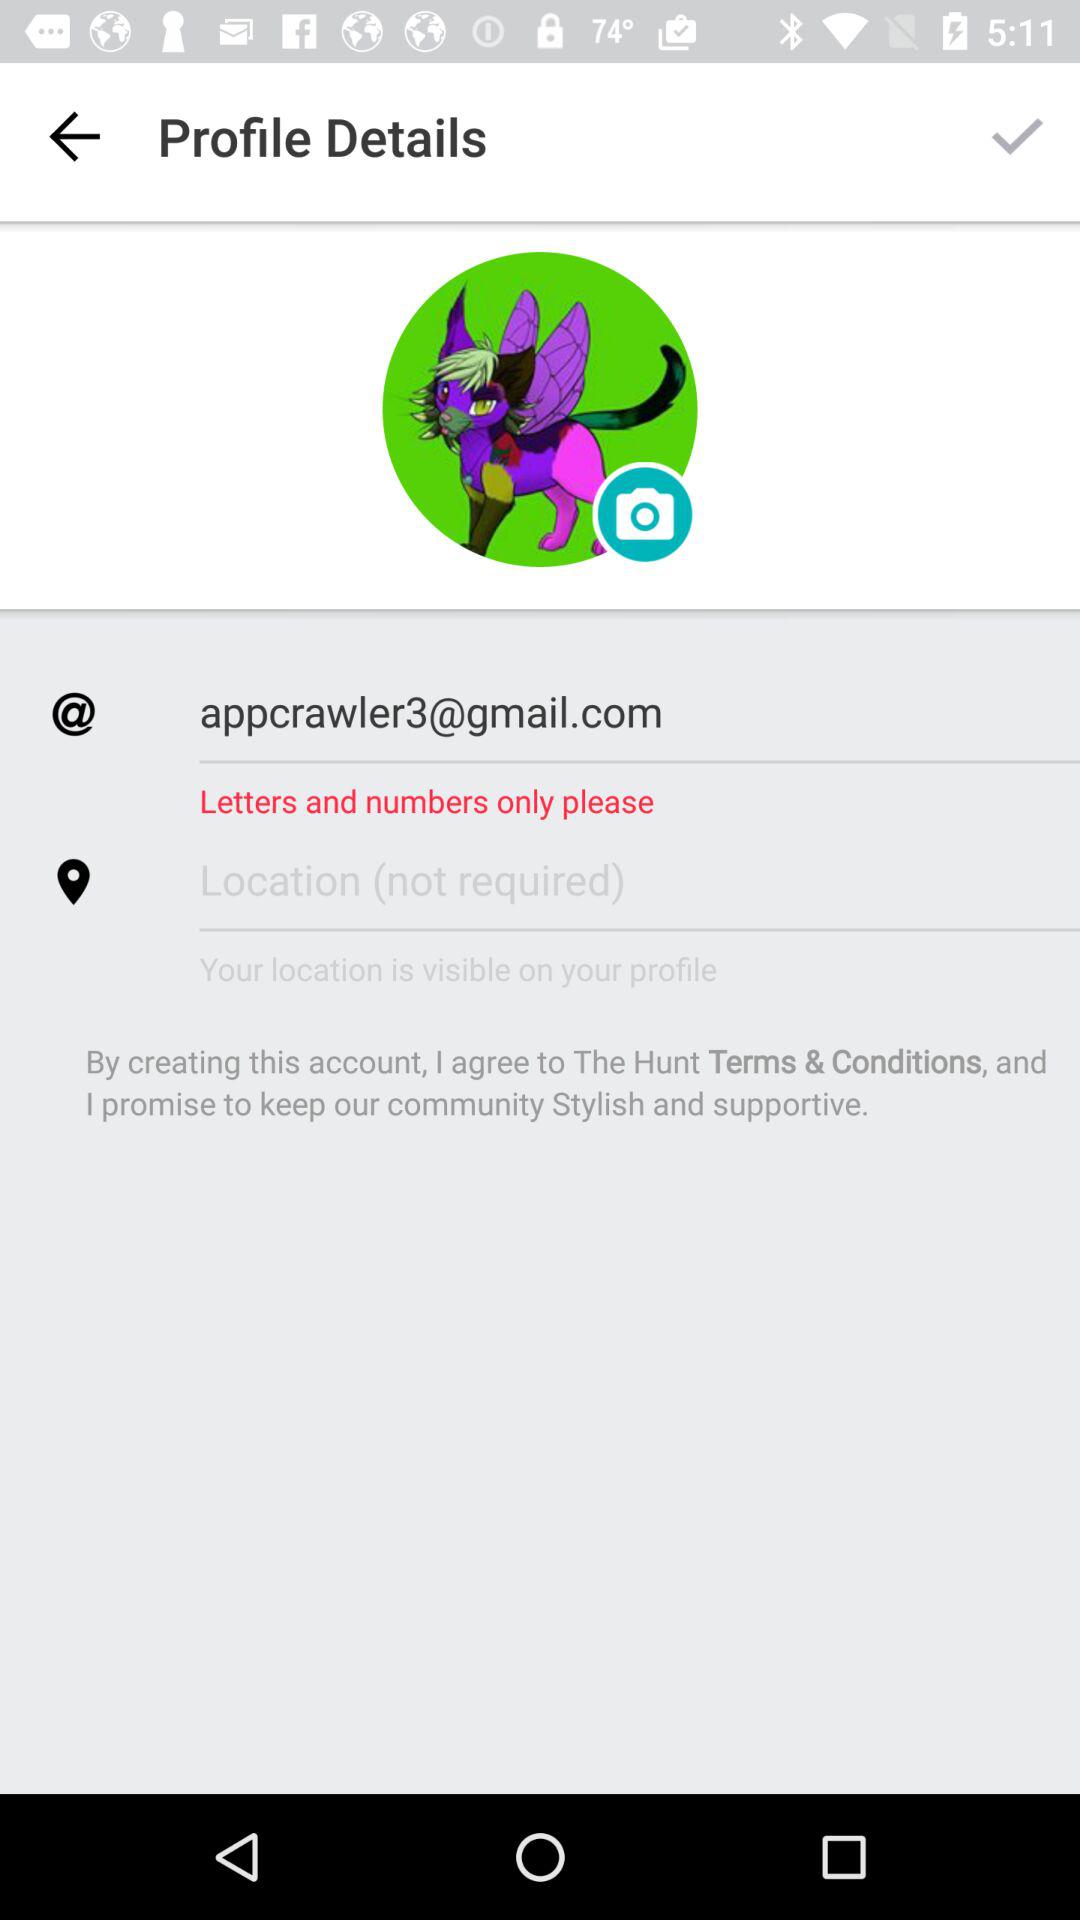 74° 5:11
Profile Details
appcrawler3@gmail.com
Letters and numbers only please
Location (not required)
Your location is visible on your profile
By creating this account, I agree to The Hunt Terms & Conditions, and
I promise to keep our community Stylish and supportive.